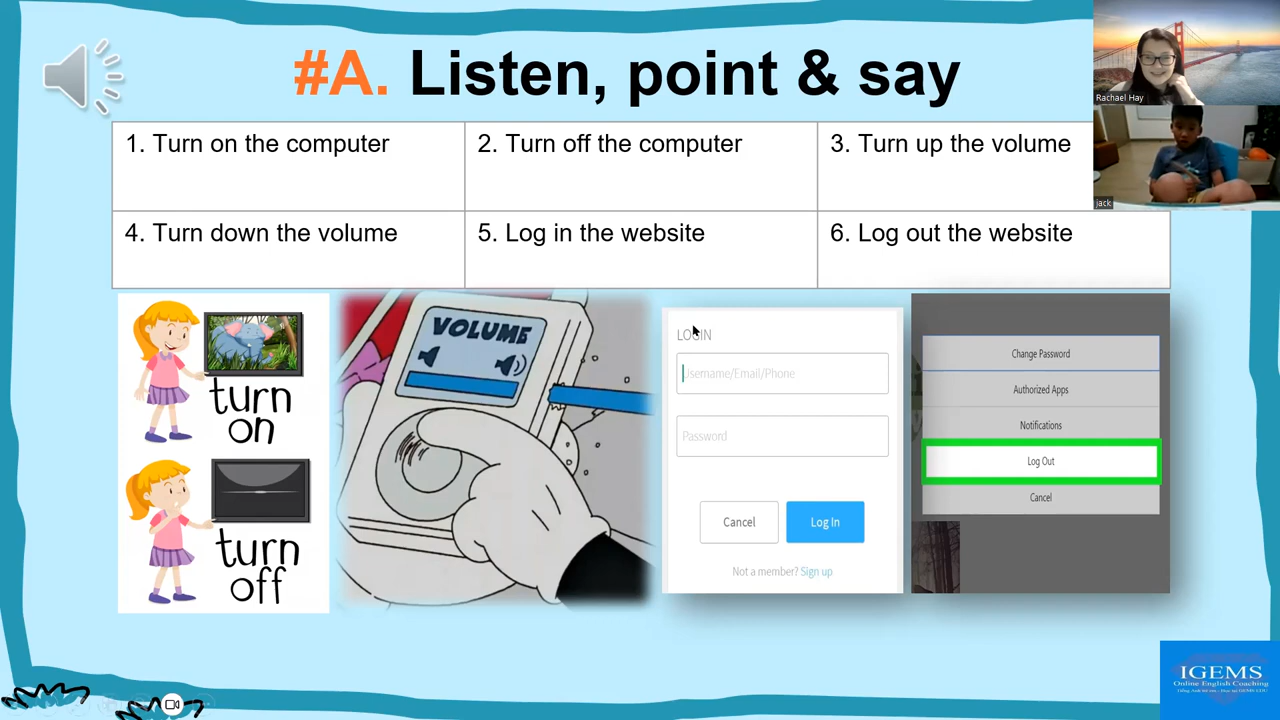 #A. Listen, point & say
Rachael Hay
jack
1. Turn on the computer
2. Turn off the computer
3. Turn up the volume
4. Turn down the volume
5. Log in the website
6. Log out the website
turn
on
turn
off
VOLUME
LOGIN
Username/Email/Phone
Password
Cancel
Log In
Not a member? Sign up
Change Password
Authorized Apps
Notifications
Log Out
Cancel
IGEMS
Online English Coaching